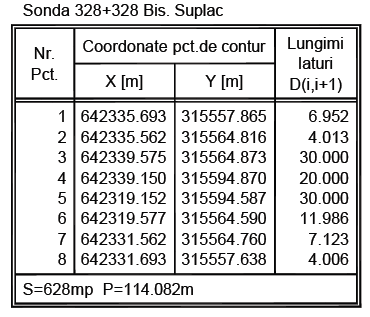 Sonda 328+328 Bis. Suplac
Nr. Pct. Coordonate pct.de contur Lungimi laturi D(i,i+1)
X [m] Y [m]
1 642335.693 315557.865 6.952
2 642335.562 315564.816 4.013
3 642339.575 315564.873 30.000
4 642339.150 315594.870 20.000
5 642319.152 315594.587 30.000
6 642319.577 315564.590 11.986
7 642331.562 315564.760 7.123
8 642331.693 315557.638 4.006
S=628mp P=114.082m